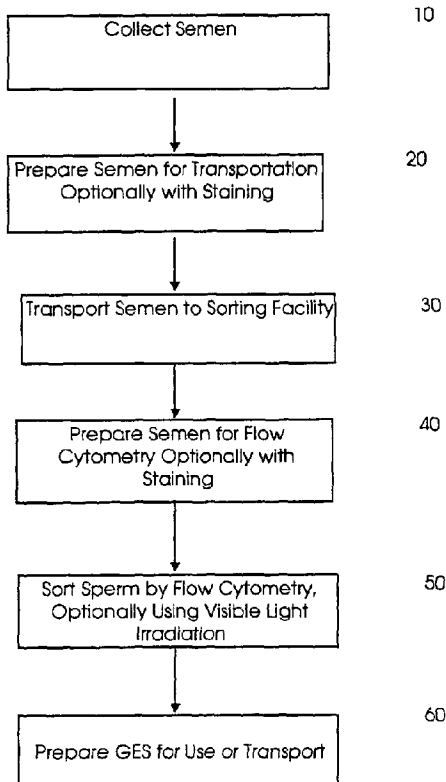 Collect Semen
10
Prepare Semen for Transportation
Optionally with Staining
20
Transport Semen to Sorting Facility
30
Prepare Semen for Flow
Cytometry Optionally with
Staining
40
Sort Sperm by Flow Cytometry,
Optionally Using Visible Light
Irradiation
50
Prepare GES for Use or Transport
60